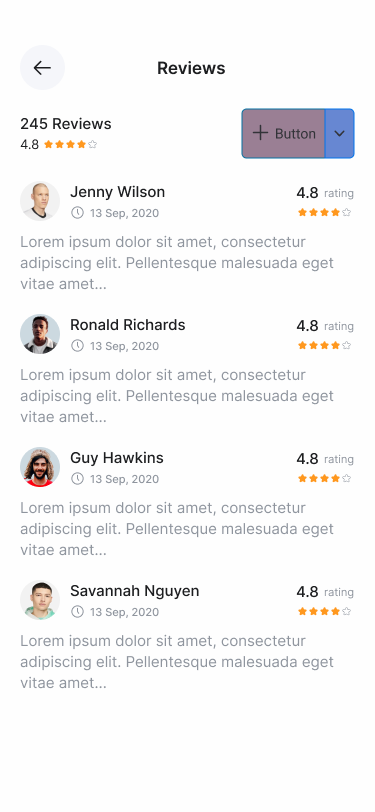 Reviews
245 Reviews
4.8
Button
Jenny Wilson
4.8 rating
13 Sep, 2020
Lorem ipsum dolor sit amet, consectetur
adipiscing elit. Pellentesque malesuada eget
vitae amet...
Ronald Richards
4.8 rating
13 Sep, 2020
Lorem ipsum dolor sit amet, consectetur
adipiscing elit. Pellentesque malesuada eget
vitae amet...
Guy Hawkins
4.8 rating
13 Sep, 2020
Lorem ipsum dolor sit amet, consectetur
adipiscing elit. Pellentesque malesuada eget
vitae amet...
Savannah Nguyen
4.8 rating
13 Sep, 2020
Lorem ipsum dolor sit amet, consectetur
adipiscing elit. Pellentesque malesuada eget
vitae amet...